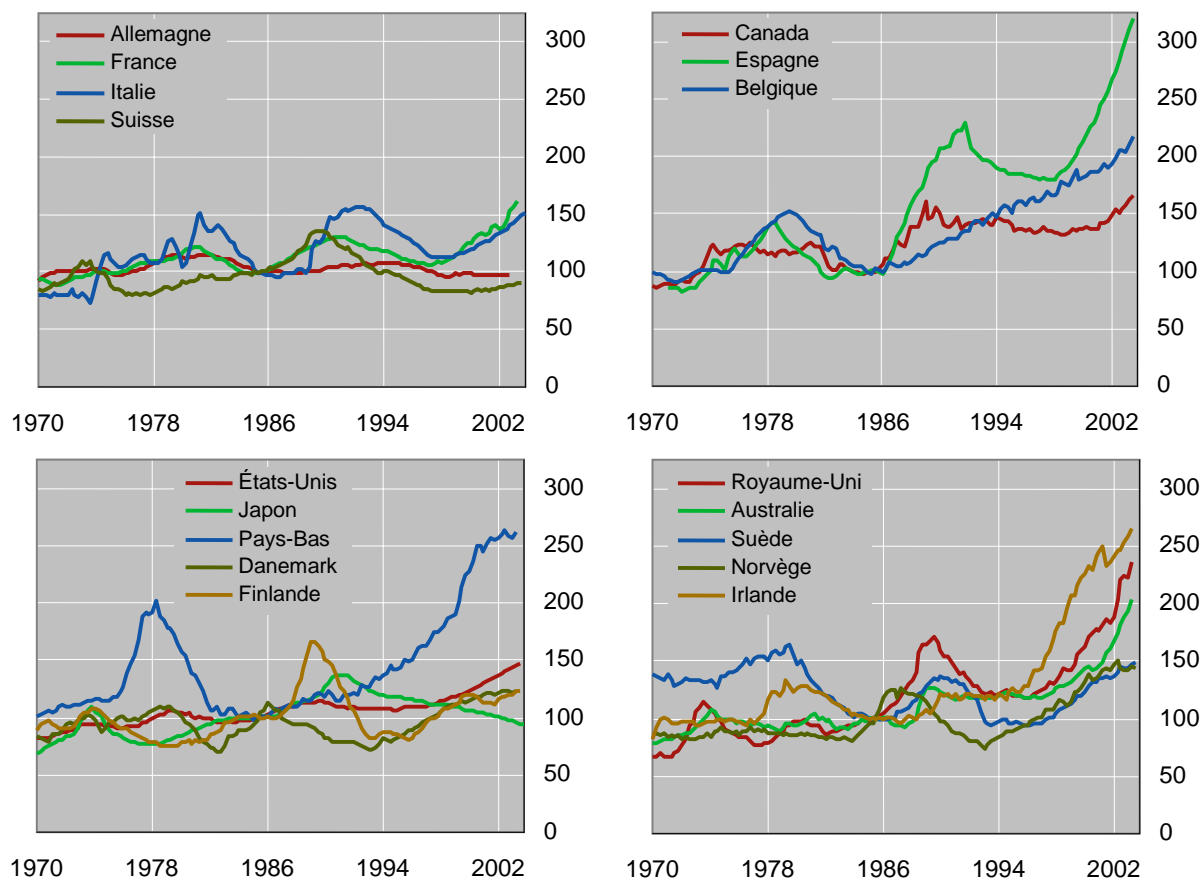 Allemagne
France
Italie
Suisse
300
250
200
150
100
50
0
1970 1978 1986 1994 2002
Canada
Espagne
Belgique
300
250
200
150
100
50
0
1970 1978 1986 1994 2002
États-Unis
Japon
Pays-Bas
Danemark
Finlande
300
250
200
150
100
50
0
1970 1978 1986 1994 2002
Royaume-Uni
Australie
Suède
Norvège
Irlande
300
250
200
150
100
50
0
1970 1978 1986 1994 2002